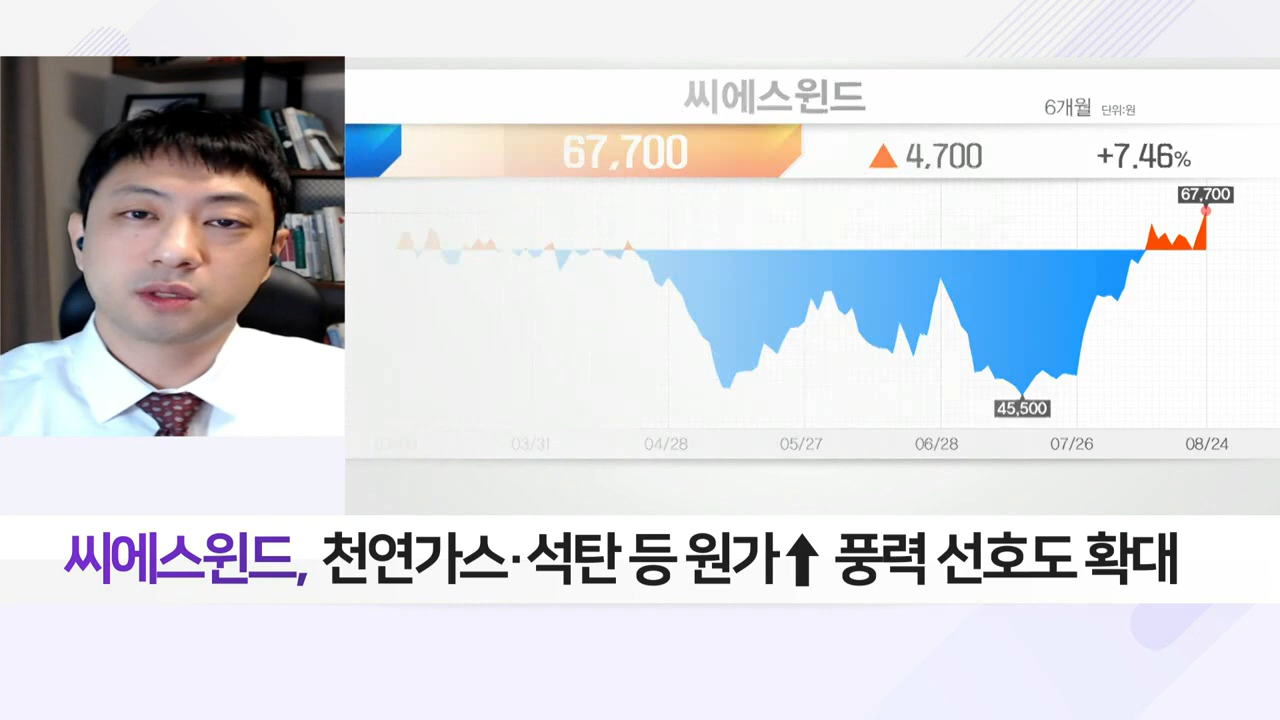 씨에스윈드
6개월 단위:원
67,700 ▲ 4,700 +7.46%
67,700
45,500
03/31 04/28 05/27 06/28 07/26 08/24
씨에스윈드, 천연가스·석탄 등 원가⬆ 풍력 선호도 확대